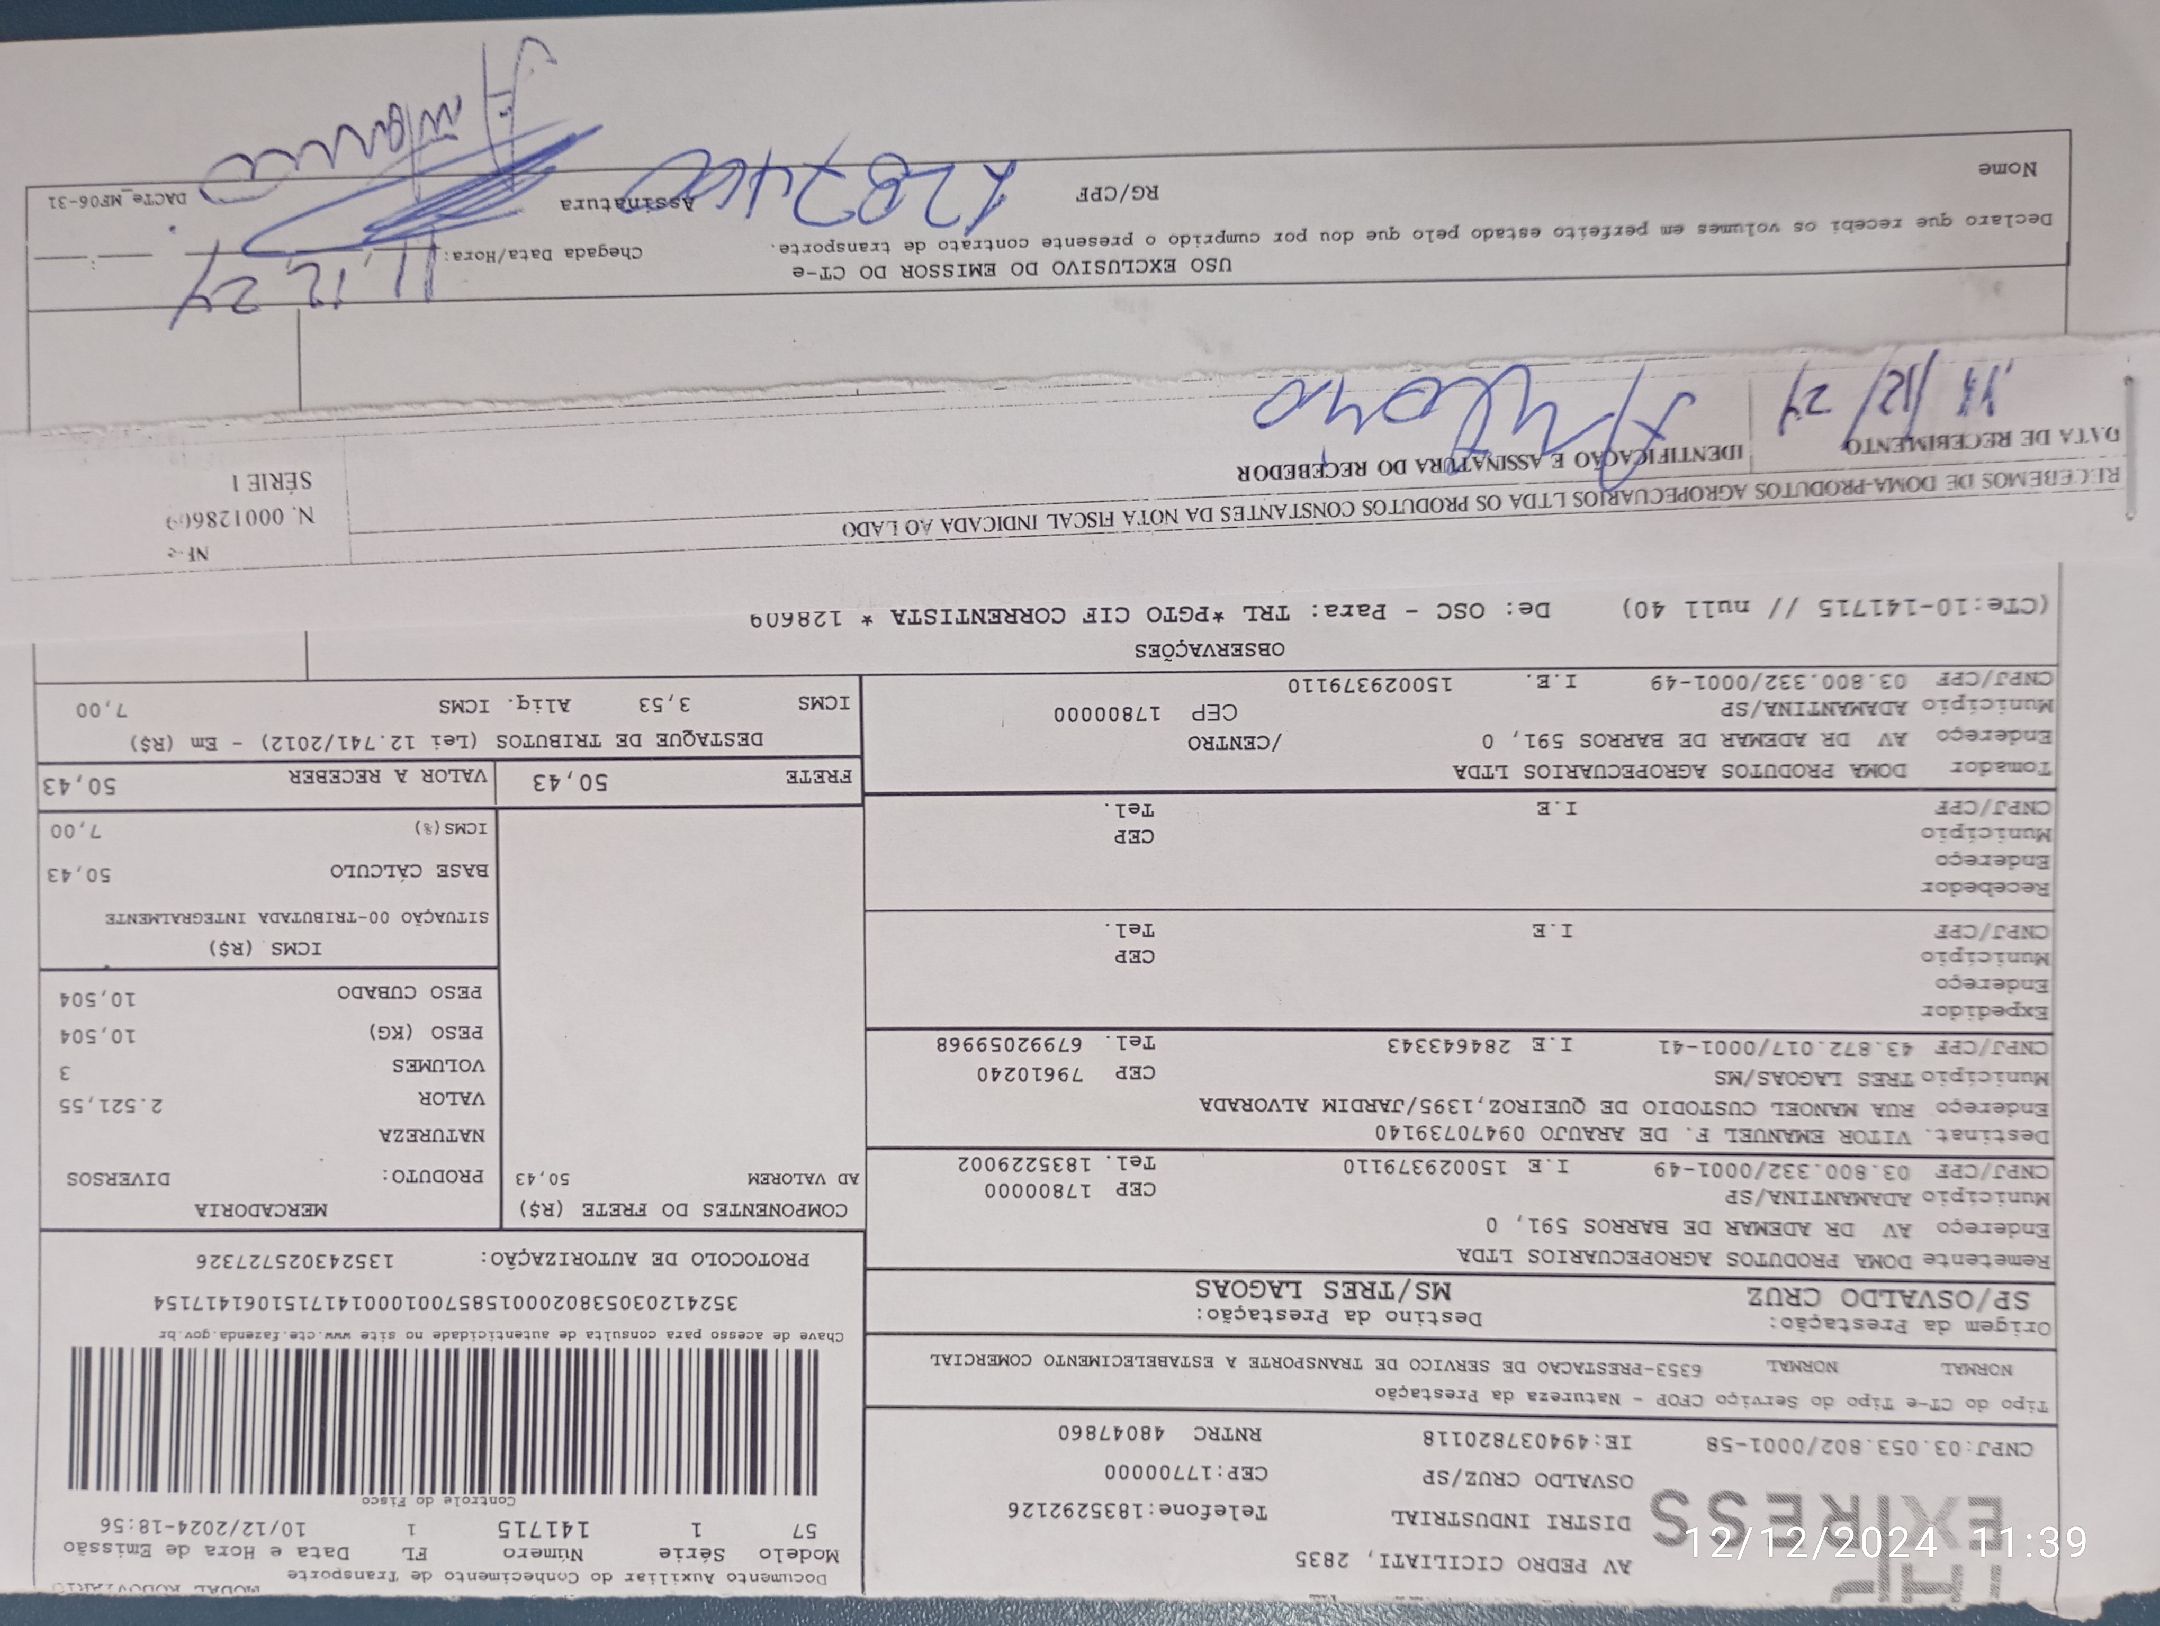 Documento Auxiliar do Conhecimento de Transporte
AV PEDRO CICILIATI, 2835
DISTRI INDUSTRIAL Telefone:1835292126
EXPRESS
OSVALDO CRUZ/SP CEP:17700000
CNPJ:03.053.802/0001-58 IE:494037820118 RNTRC 48047860
Modelo Série Número FL Data e Hora de Emissão
57 1 141715 1 10/12/2024-18:56
Controle do Fisco
Tipo do CT-e Tipo do Serviço CFOP - Natureza da Prestação
NORMAL NORMAL 6353-PRESTACAO DE SERVICO DE TRANSPORTE A ESTABELECIMENTO COMERCIAL
Chave de acesso para consulta de autenticidade no site www.cte.fazenda.gov.br
35241203053802000158570010001417151061417154
Origem da Prestação: Destino da Prestação:
SP/OSVALDO CRUZ MS/TRES LAGOAS
PROTOCOLO DE AUTORIZAÇÃO: 135243025727326
Remetente DOMA PRODUTOS AGROPECUARIOS LTDA
Endereço AV DR ADEMAR DE BARROS 591, 0
Município ADAMANTINA/SP CEP 17800000
CNPJ/CPF 03.800.332/0001-49 I.E 150029379110 Tel. 1835229002
Destinat. VITOR EMANUEL F. DE ARAUJO 09470739140
Endereço RUA MANOEL CUSTODIO DE QUEIROZ,1395/JARDIM ALVORADA
Município TRES LAGOAS/MS CEP 79610240
CNPJ/CPF 43.872.017/0001-41 I.E 284643343 Tel. 67992059968
Expedidor
Endereço
Município CEP
CNPJ/CPF I.E Tel.
Recebedor
Endereço
Município CEP
CNPJ/CPF I.E Tel.
Tomador DOMA PRODUTOS AGROPECUARIOS LTDA
Endereço AV DR ADEMAR DE BARROS 591, 0 /CENTRO
Município ADAMANTINA/SP CEP 17800000
CNPJ/CPF 03.800.332/0001-49 I.E. 150029379110
COMPONENTES DO FRETE (R$)
AD VALOREM 50,43
MERCADORIA
PRODUTO: DIVERSOS
NATUREZA
VALOR 2.521,55
VOLUMES 3
PESO (KG) 10,504
PESO CUBADO 10,504
ICMS (R$)
SITUAÇÃO 00-TRIBUTADA INTEGRALMENTE
BASE CÁLCULO 50,43
ICMS(%) 7,00
FRETE 50,43 VALOR A RECEBER 50,43
DESTAQUE DE TRIBUTOS (Lei 12.741/2012) - Em (R$)
ICMS 3,53 Aliq. ICMS 7,00
OBSERVAÇÕES
(CTe:10-141715 // null 40) De: OSC - Para: TRL *PGTO CIF CORRENTISTA * 128609
RECEBEMOS DE DOMA-PRODUTOS AGROPECUARIOS LTDA OS PRODUTOS CONSTANTES DA NOTA FISCAL INDICADA AO LADO
DATA DE RECEBIMENTO IDENTIFICAÇÃO E ASSINATURA DO RECEBEDOR
11/12/24
NF-e
N. 000128609
SÉRIE 1
USO EXCLUSIVO DO EMISSOR DO CT-e
Declaro que recebi os volumes em perfeito estado pelo que dou por cumprido o presente contrato de transporte.
Chegada Data/Hora: 11.12.24
Nome RG/CPF Assinatura
DACTe_MF06-31
12/12/2024 11:39